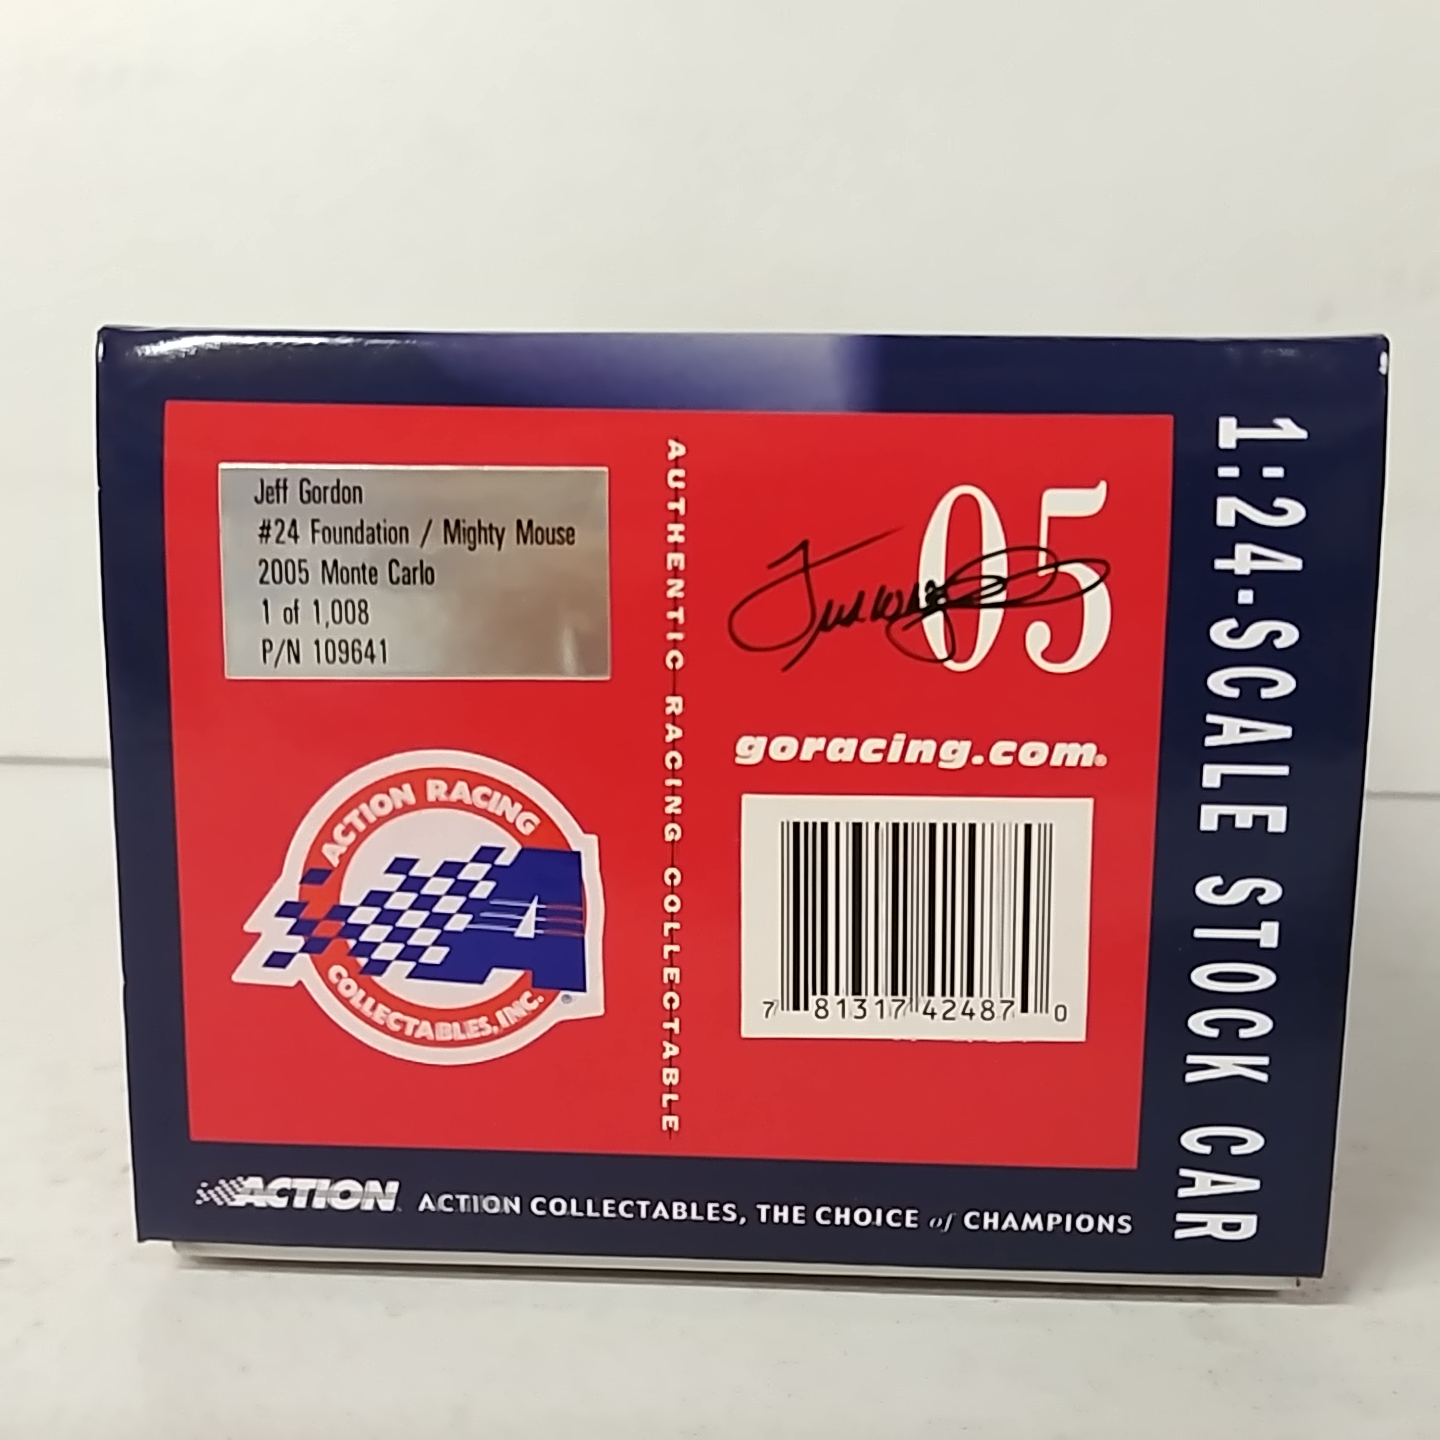 Jeff Gordon
#24 Foundation / Mighty Mouse
2005 Monte Carlo
1 of 1,008
P/N 109641
ACTION RACING
COLLECTABLES, INC.®
AUTHENTIC RACING COLLECTABLE
05
goracing.com®
7 81317 42487 0
1:24-SCALE STOCK CAR
ACTION
ACTION COLLECTABLES, THE CHOICE of CHAMPIONS